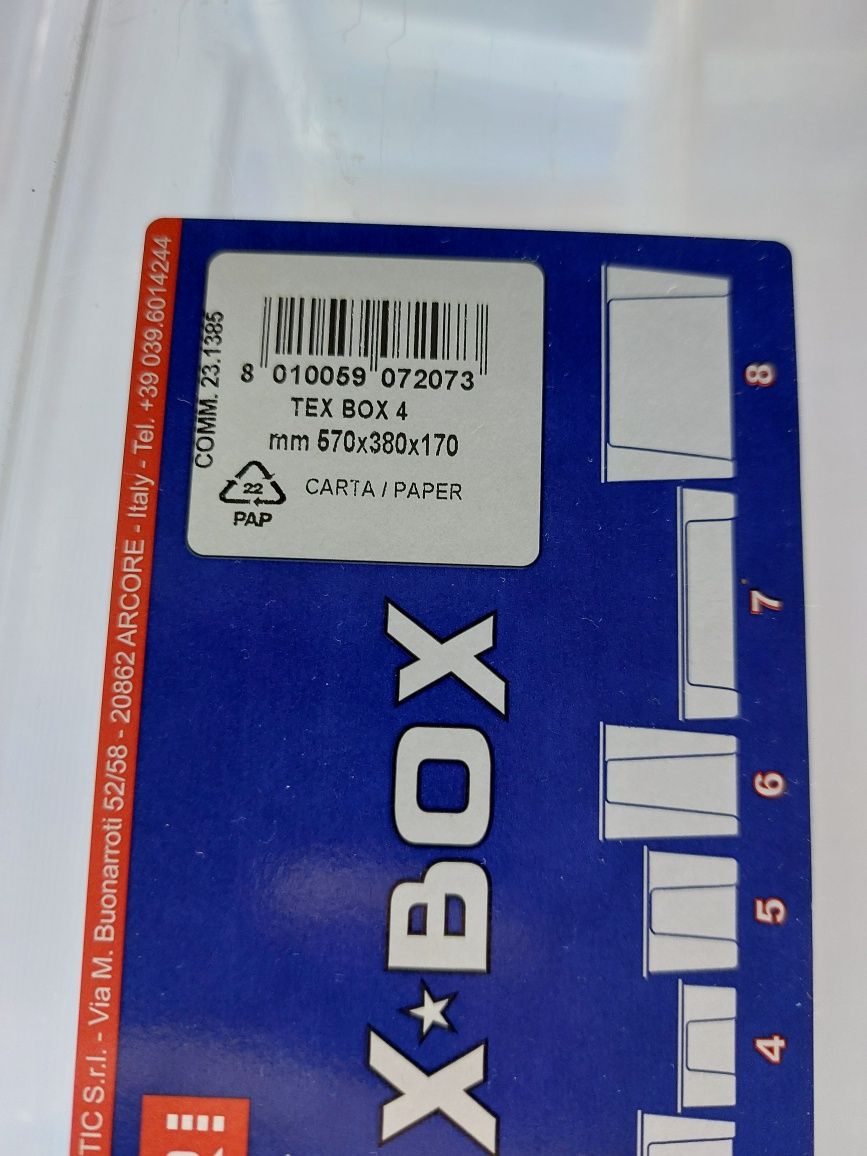 8 010059 072073
TEX BOX 4
mm 570x380x170
22
PAP
CARTA / PAPER
COMM. 23.1385
TIC S.r.l. - Via M. Buonarroti 52/58 - 20862 ARCORE - Italy - Tel. +39 039.6014244
X★BOX
8
7
6
5
4